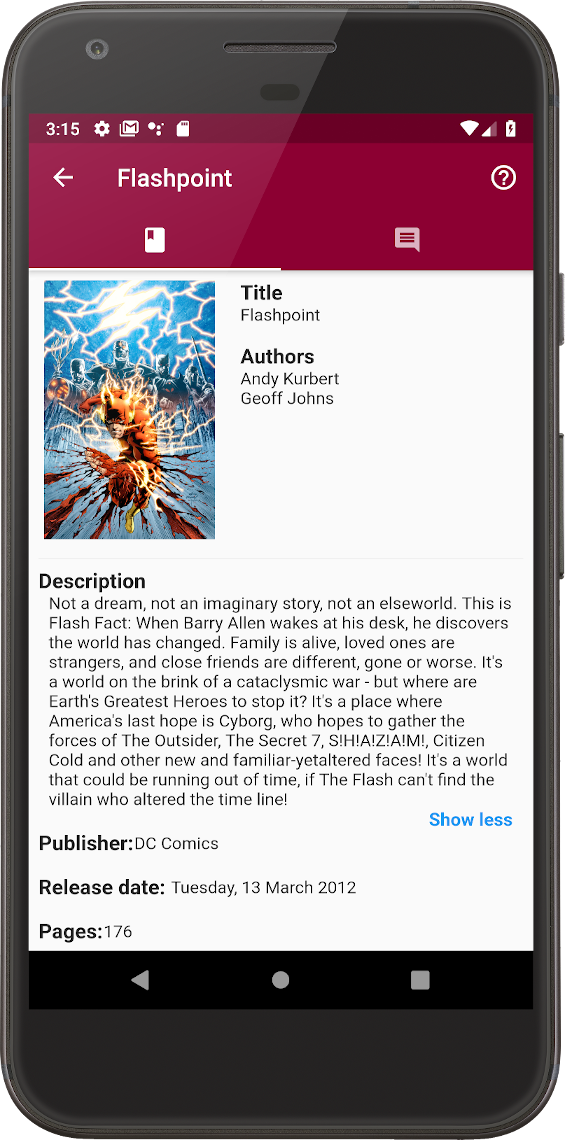 3:15
Flashpoint
Title
Flashpoint
Authors
Andy Kurbert
Geoff Johns
Description
Not a dream, not an imaginary story, not an elseworld. This is
Flash Fact: When Barry Allen wakes at his desk, he discovers
the world has changed. Family is alive, loved ones are
strangers, and close friends are different, gone or worse. It's
a world on the brink of a cataclysmic war - but where are
Earth's Greatest Heroes to stop it? It's a place where
America's last hope is Cyborg, who hopes to gather the
forces of The Outsider, The Secret 7, S!H!A!Z!A!M!, Citizen
Cold and other new and familiar-yetaltered faces! It's a world
that could be running out of time, if The Flash can't find the
villain who altered the time line!
Show less
Publisher:DC Comics
Release date: Tuesday, 13 March 2012
Pages:176